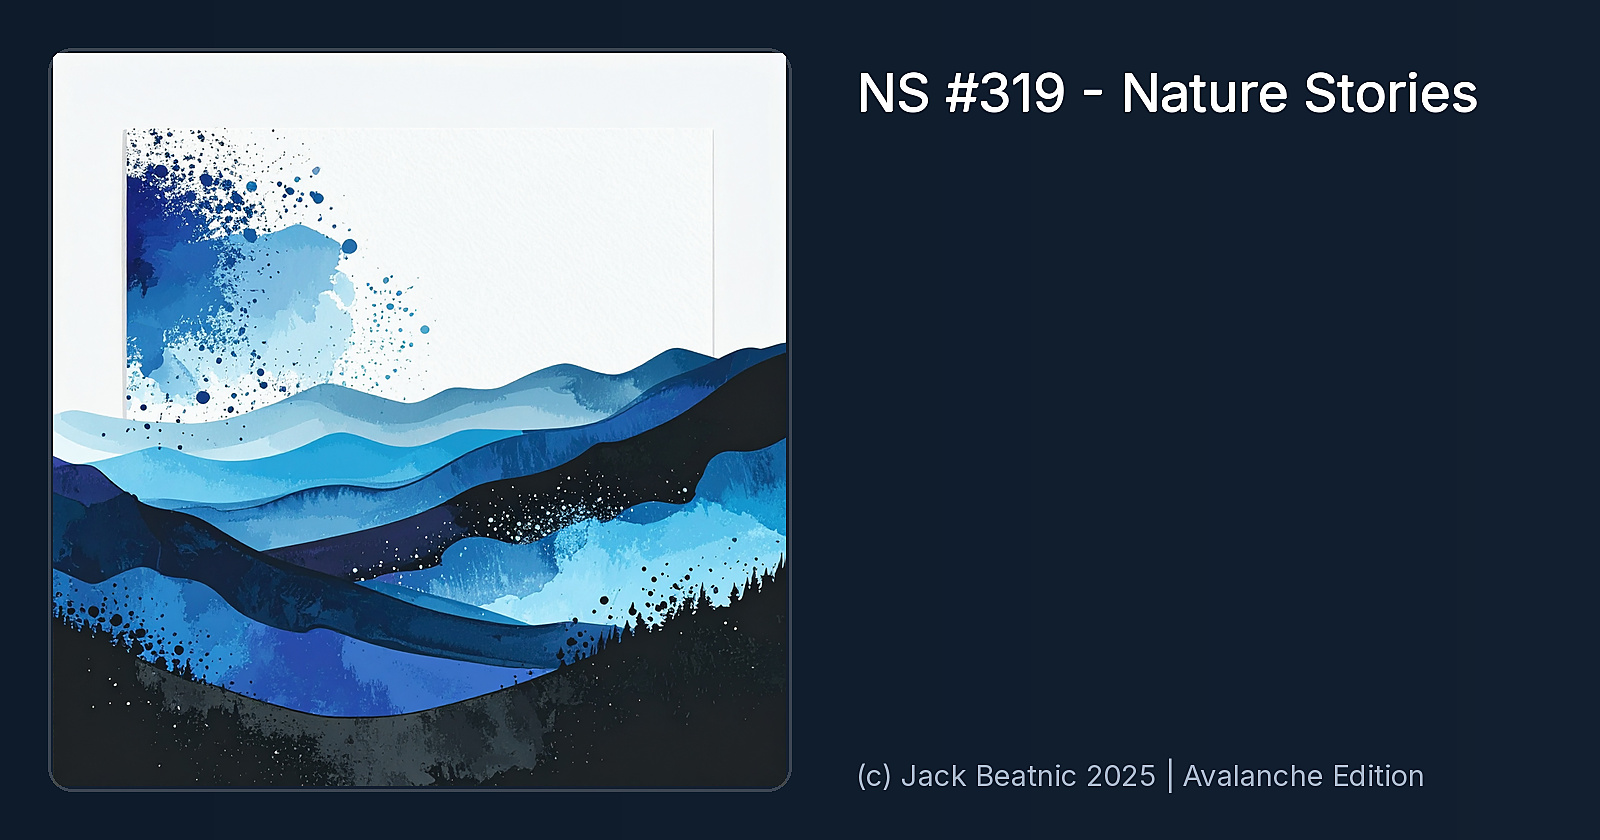 NS #319 - Nature Stories
(c) Jack Beatnic 2025 | Avalanche Edition